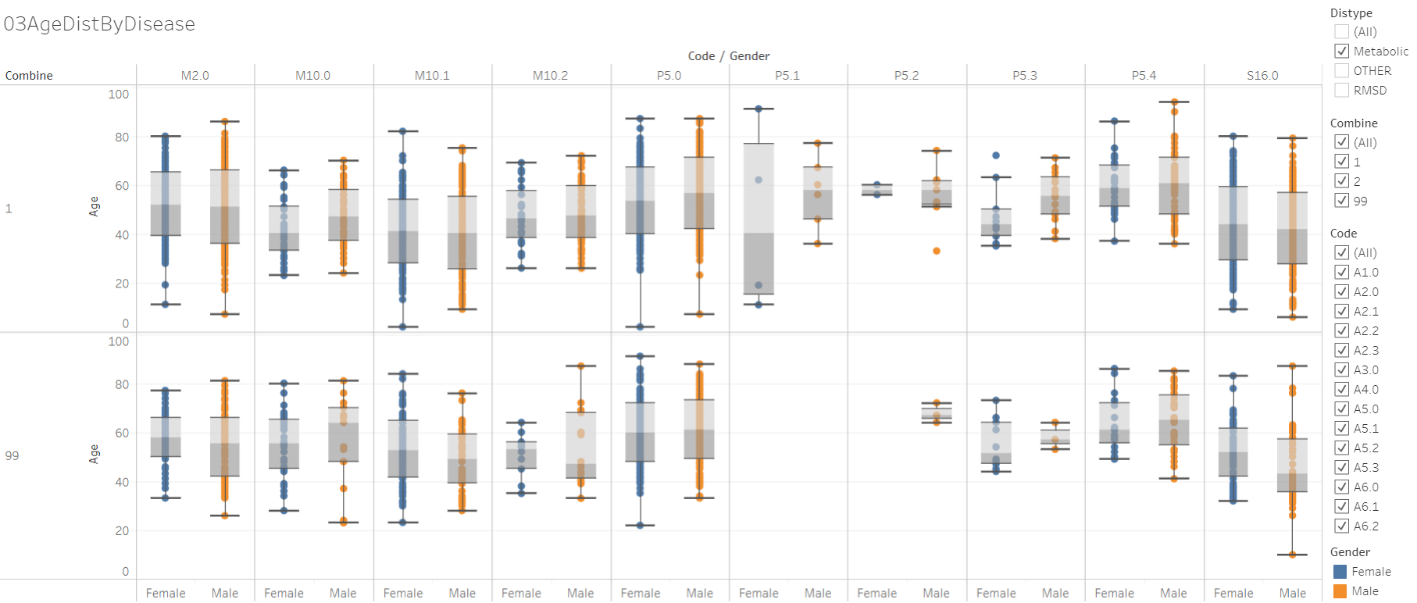 03AgeDistByDisease
Code / Gender
Combine M2.0 M10.0 M10.1 M10.2 P5.0 P5.1 P5.2 P5.3 P5.4 S16.0
1
Age
100
80
60
40
20
0
99
Age
100
80
60
40
20
0
Female Male Female Male Female Male Female Male Female Male Female Male Female Male Female Male Female Male Female Male
Distype
(All)
Metabolic
OTHER
RMSD
Combine
(All)
1
2
99
Code
(All)
A1.0
A2.0
A2.1
A2.2
A2.3
A3.0
A4.0
A5.0
A5.1
A5.2
A5.3
A6.0
A6.1
A6.2
Gender
Female
Male